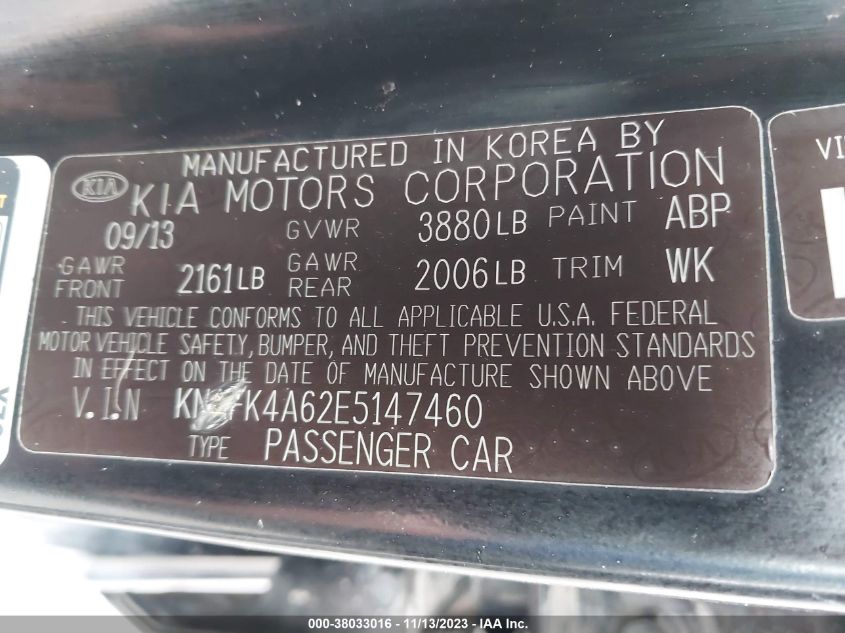 MANUFACTURED IN KOREA BY
KIA KIA MOTORS CORPORATION
09/13 GVWR 3880LB PAINT ABP
GAWR FRONT 2161LB GAWR REAR 2006LB TRIM WK
THIS VEHICLE CONFORMS TO ALL APPLICABLE U.S.A. FEDERAL
MOTOR VEHICLE SAFETY, BUMPER, AND THEFT PREVENTION STANDARDS
IN EFFECT ON THE DATE OF MANUFACTURE SHOWN ABOVE
V.I.N
TYPE PASSENGER CAR
000-38033016 - 11/13/2023 - IAA Inc.